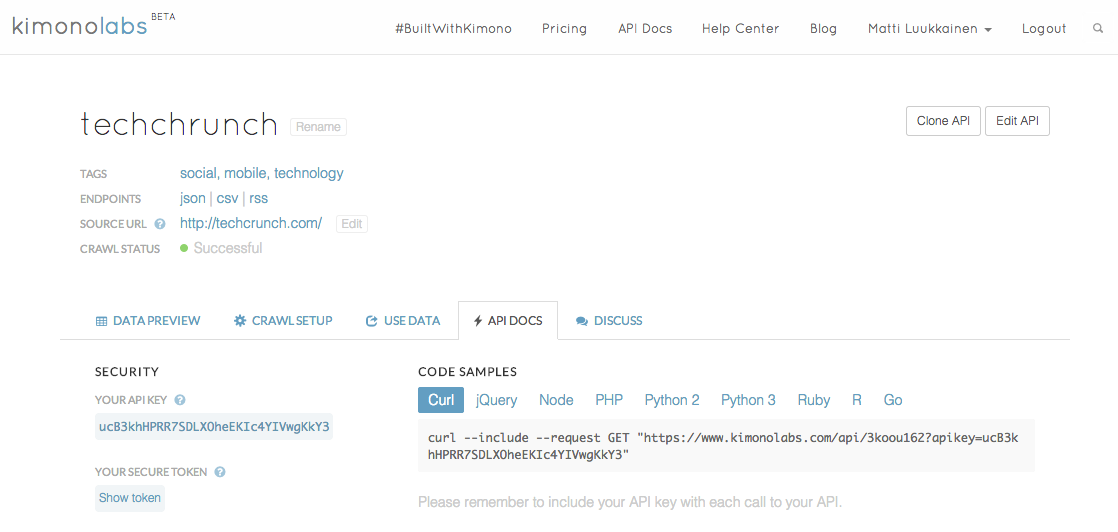 kimonolabs BETA
#BuiltWithKimono Pricing API Docs Help Center Blog Matti Luukkainen Logout
techchrunch Rename
Clone API Edit API
TAGS social, mobile, technology
ENDPOINTS json | csv | rss
SOURCE URL ? http://techcrunch.com/ Edit
CRAWL STATUS Successful
DATA PREVIEW CRAWL SETUP USE DATA API DOCS DISCUSS
SECURITY
YOUR API KEY ?
ucB3khHPRR7SDLXOheEKIc4YIVwgKkY3
YOUR SECURE TOKEN ?
Show token
CODE SAMPLES
Curl jQuery Node PHP Python 2 Python 3 Ruby R Go
curl --include --request GET "https://www.kimonolabs.com/api/3koou162?apikey=ucB3k
hHPRR7SDLXOheEKIc4YIVwgKkY3"
Please remember to include your API key with each call to your API.